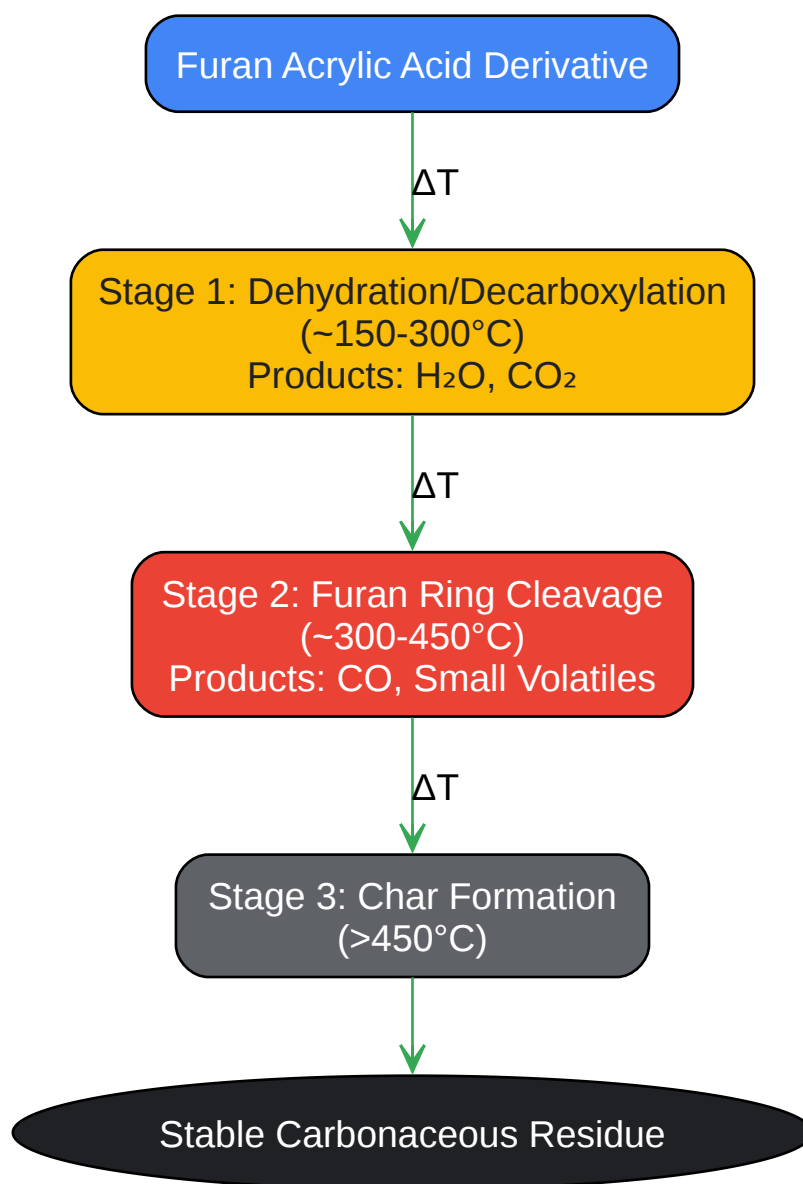 Furan Acrylic Acid Derivative
ΔT
Stage 1: Dehydration/Decarboxylation
(~150-300°C)
Products: H₂O, CO₂
ΔT
Stage 2: Furan Ring Cleavage
(~300-450°C)
Products: CO, Small Volatiles
ΔT
Stage 3: Char Formation
(>450°C)
Stable Carbonaceous Residue